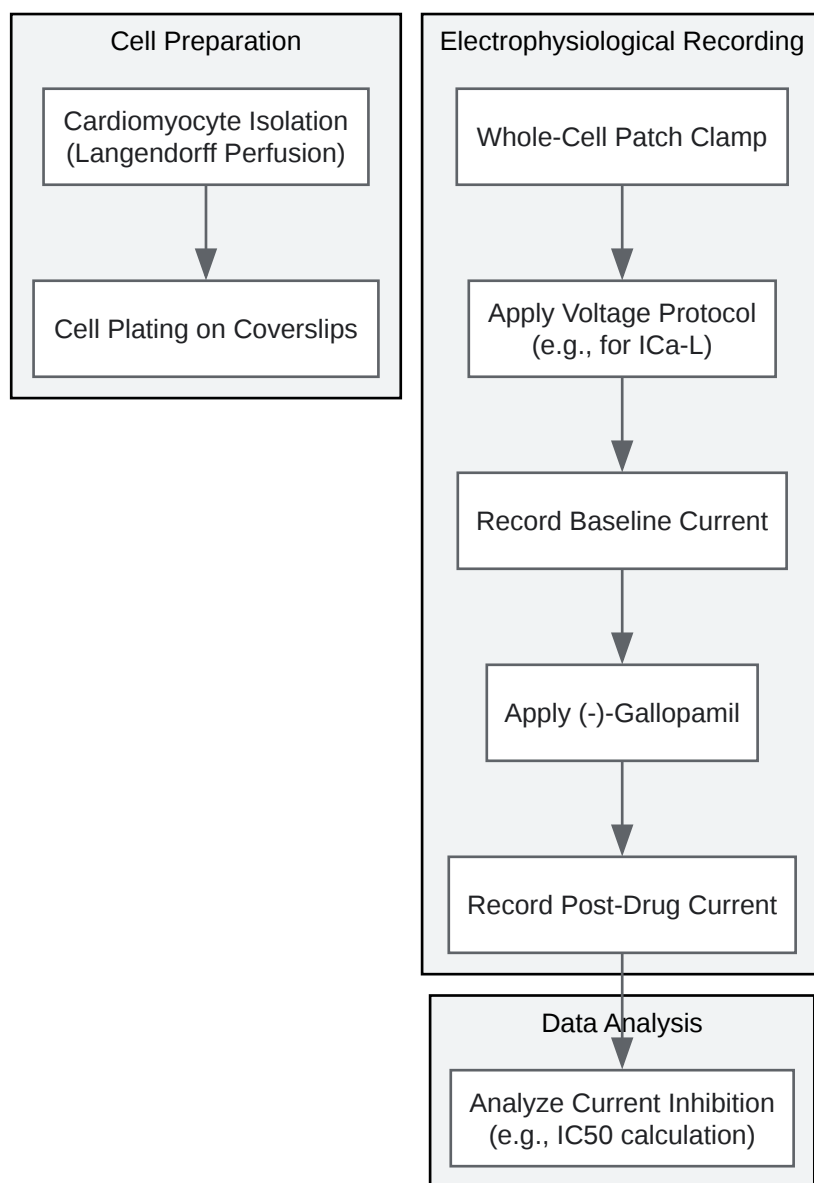 Cell Preparation
Cardiomyocyte Isolation
(Langendorff Perfusion)
Cell Plating on Coverslips
Electrophysiological Recording
Whole-Cell Patch Clamp
Apply Voltage Protocol
(e.g., for ICa-L)
Record Baseline Current
Apply (-)-Gallopamil
Record Post-Drug Current
Data Analysis
Analyze Current Inhibition
(e.g., IC50 calculation)